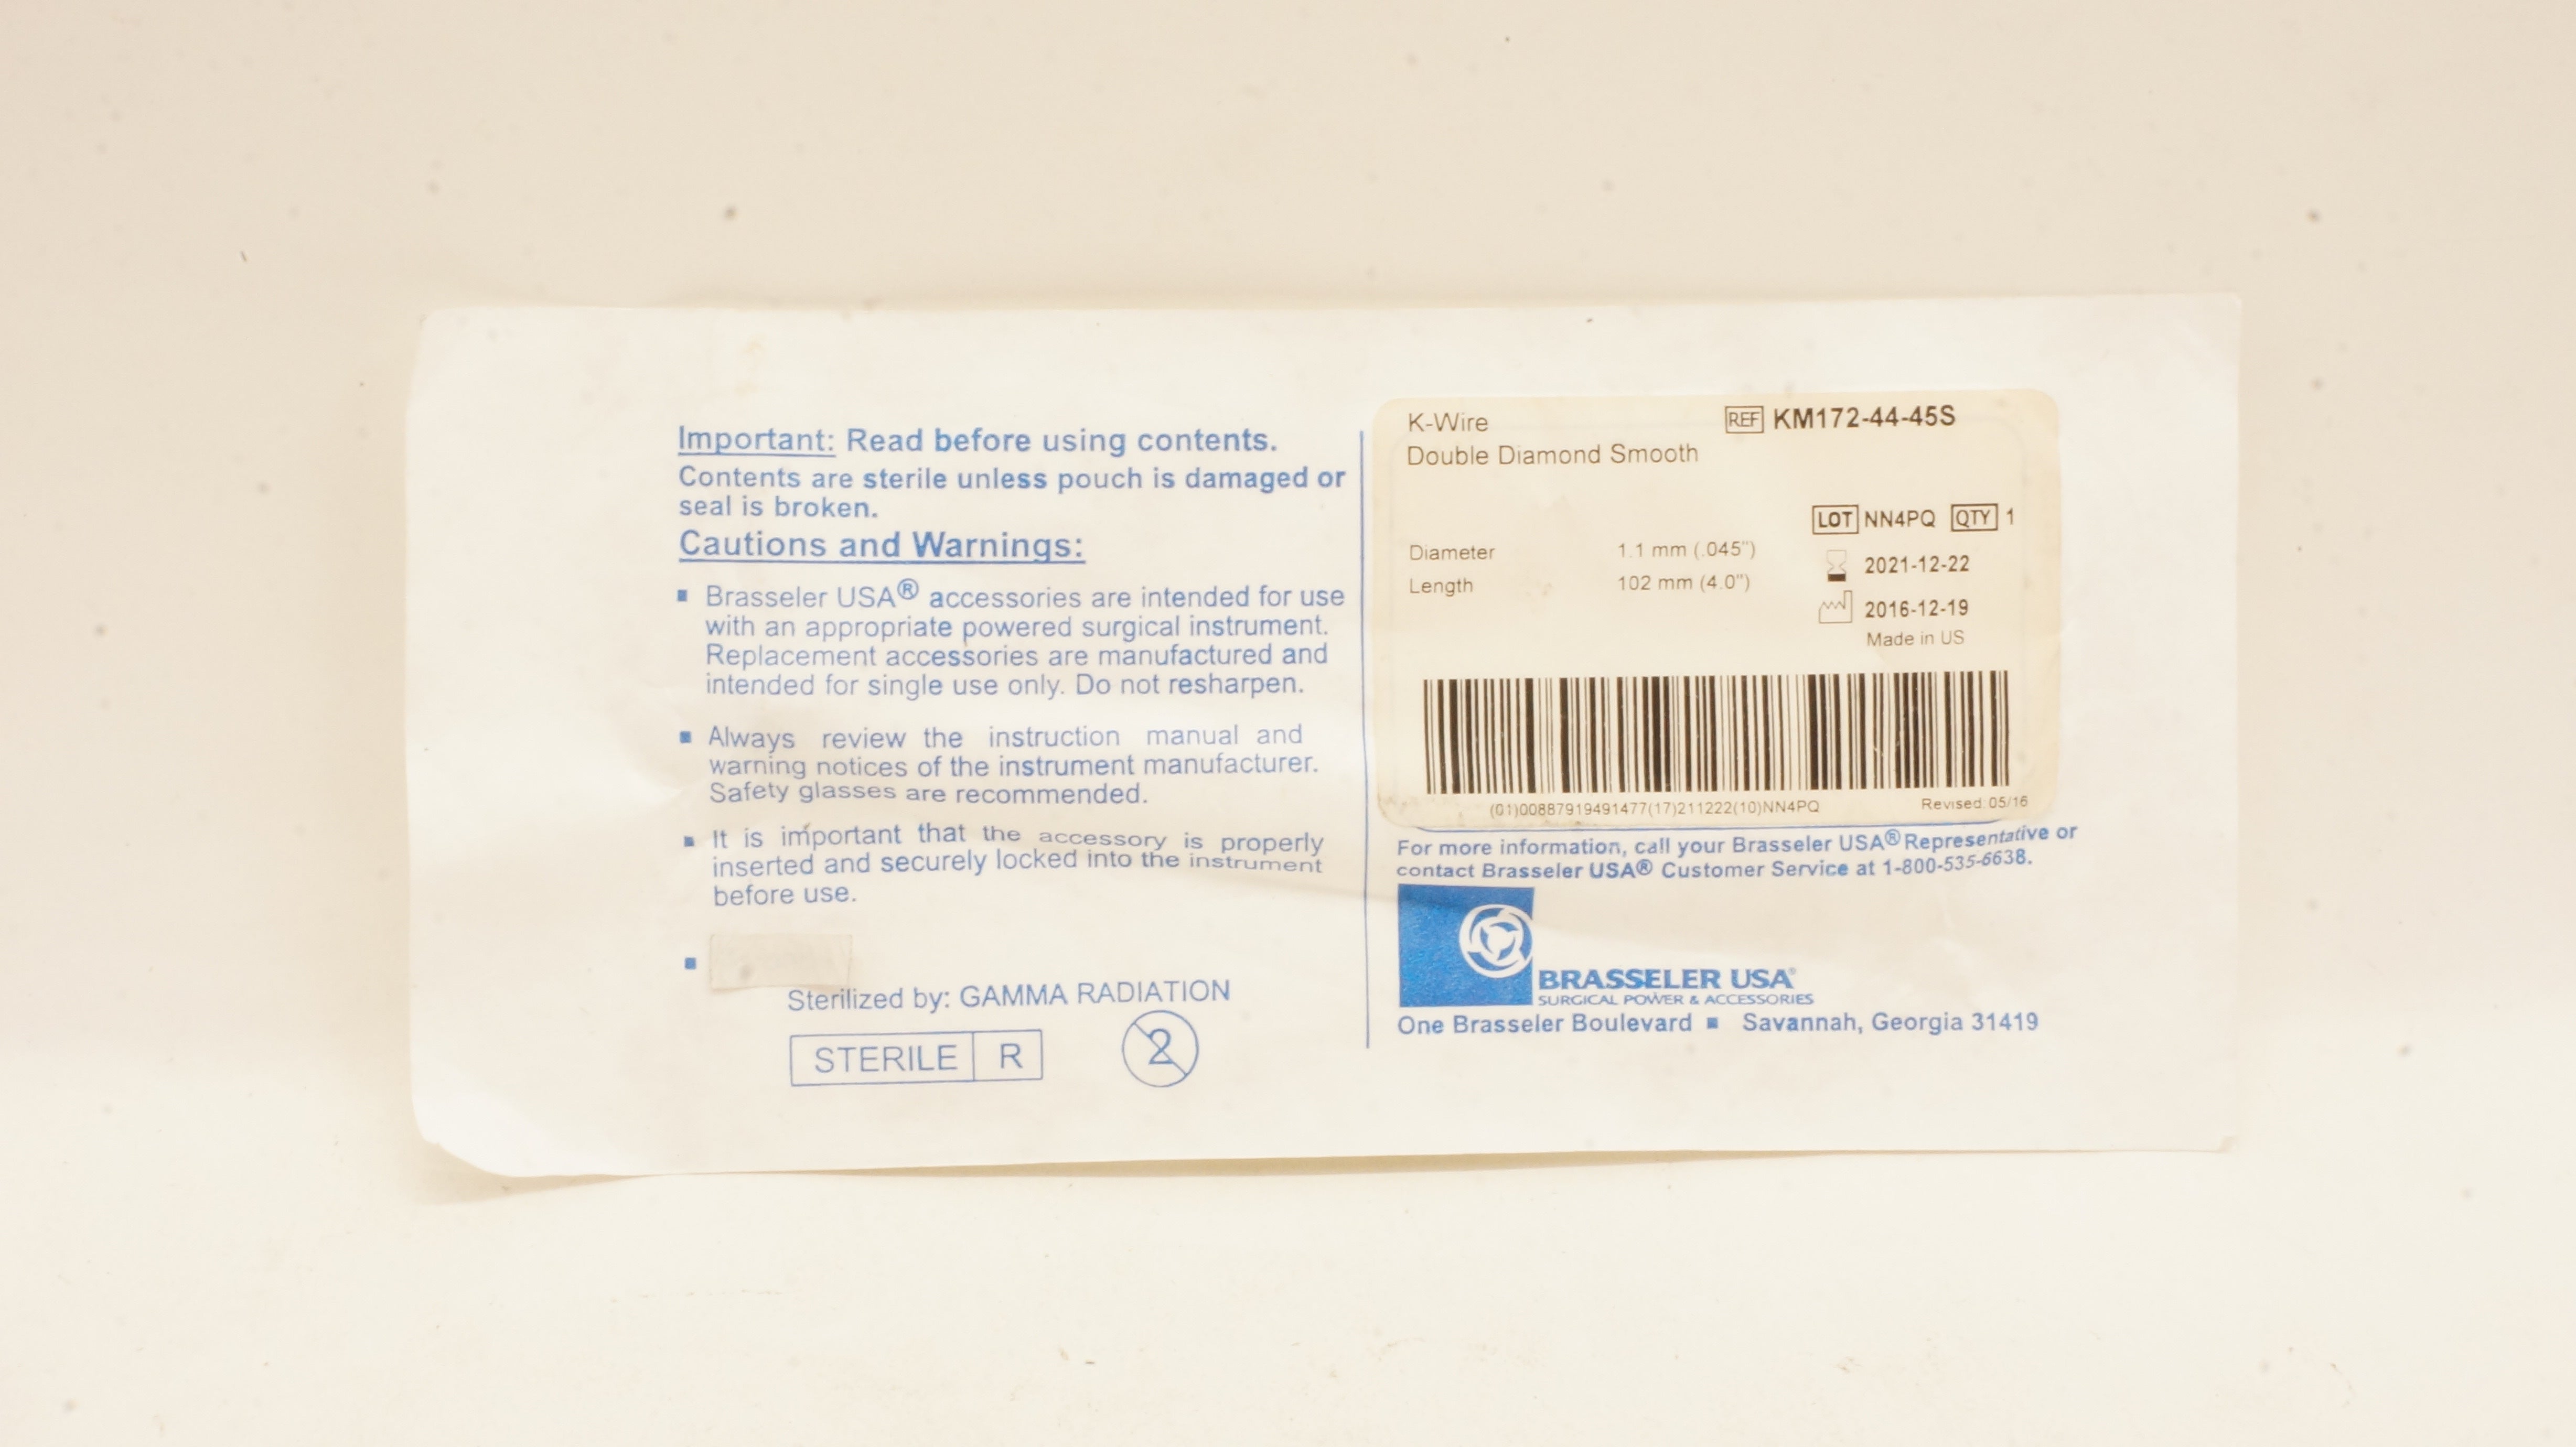 Important: Read before using contents.
Contents are sterile unless pouch is damaged or
seal is broken.
Cautions and Warnings:
▪ Brasseler USA® accessories are intended for use
with an appropriate powered surgical instrument.
Replacement accessories are manufactured and
intended for single use only. Do not resharpen.
▪ Always review the instruction manual and
warning notices of the instrument manufacturer.
Safety glasses are recommended.
▪ It is important that the accessory is properly
inserted and securely locked into the instrument
before use.
▪
Sterilized by: GAMMA RADIATION
STERILE R
2
K-Wire REF KM172-44-45S
Double Diamond Smooth
LOT NN4PQ QTY 1
Diameter 1.1 mm (.045")
2021-12-22
Length 102 mm (4.0")
2016-12-19
Made in US
(01)00887919491477(17)211222(10)NN4PQ Revised: 05/16
For more information, call your Brasseler USA® Representative or
contact Brasseler USA® Customer Service at 1-800-535-6638.
BRASSELER USA®
SURGICAL POWER & ACCESSORIES
One Brasseler Boulevard ▪ Savannah, Georgia 31419